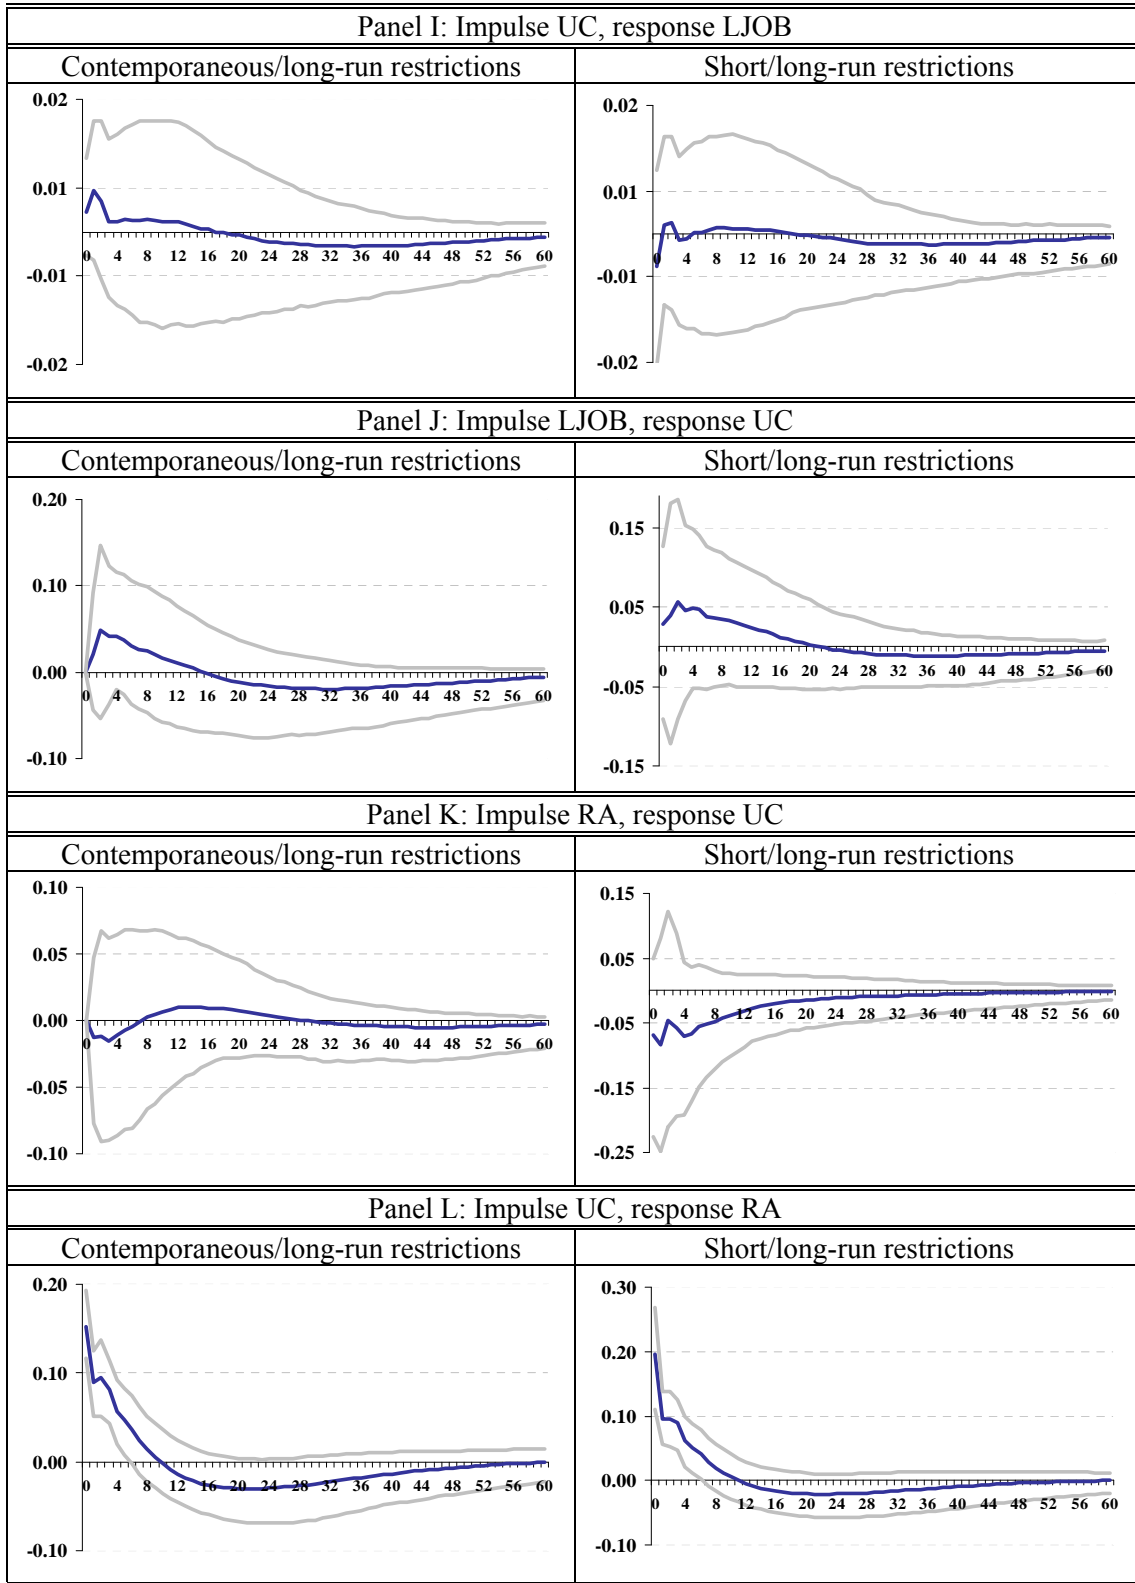 Panel I: Impulse UC, response LJOB
Contemporaneous/long-run restrictions Short/long-run restrictions
0.02
0.01
-0.01
-0.02
0 4 8 12 16 20 24 28 32 36 40 44 48 52 56 60
0.02
0.01
-0.01
-0.02
0 4 8 12 16 20 24 28 32 36 40 44 48 52 56 60
Panel J: Impulse LJOB, response UC
Contemporaneous/long-run restrictions Short/long-run restrictions
0.20
0.10
0.00
-0.10
0 4 8 12 16 20 24 28 32 36 40 44 48 52 56 60
0.15
0.05
-0.05
-0.15
0 4 8 12 16 20 24 28 32 36 40 44 48 52 56 60
Panel K: Impulse RA, response UC
Contemporaneous/long-run restrictions Short/long-run restrictions
0.10
0.05
0.00
-0.05
-0.10
0 4 8 12 16 20 24 28 32 36 40 44 48 52 56 60
0.15
0.05
-0.05
-0.15
-0.25
0 4 8 12 16 20 24 28 32 36 40 44 48 52 56 60
Panel L: Impulse UC, response RA
Contemporaneous/long-run restrictions Short/long-run restrictions
0.20
0.10
0.00
-0.10
0 4 8 12 16 20 24 28 32 36 40 44 48 52 56 60
0.30
0.20
0.10
0.00
-0.10
0 4 8 12 16 20 24 28 32 36 40 44 48 52 56 60